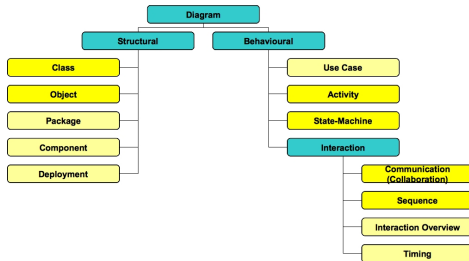 Diagram
Structural
Behavioural
Class
Object
Package
Component
Deployment
Use Case
Activity
State-Machine
Interaction
Communication
(Collaboration)
Sequence
Interaction Overview
Timing